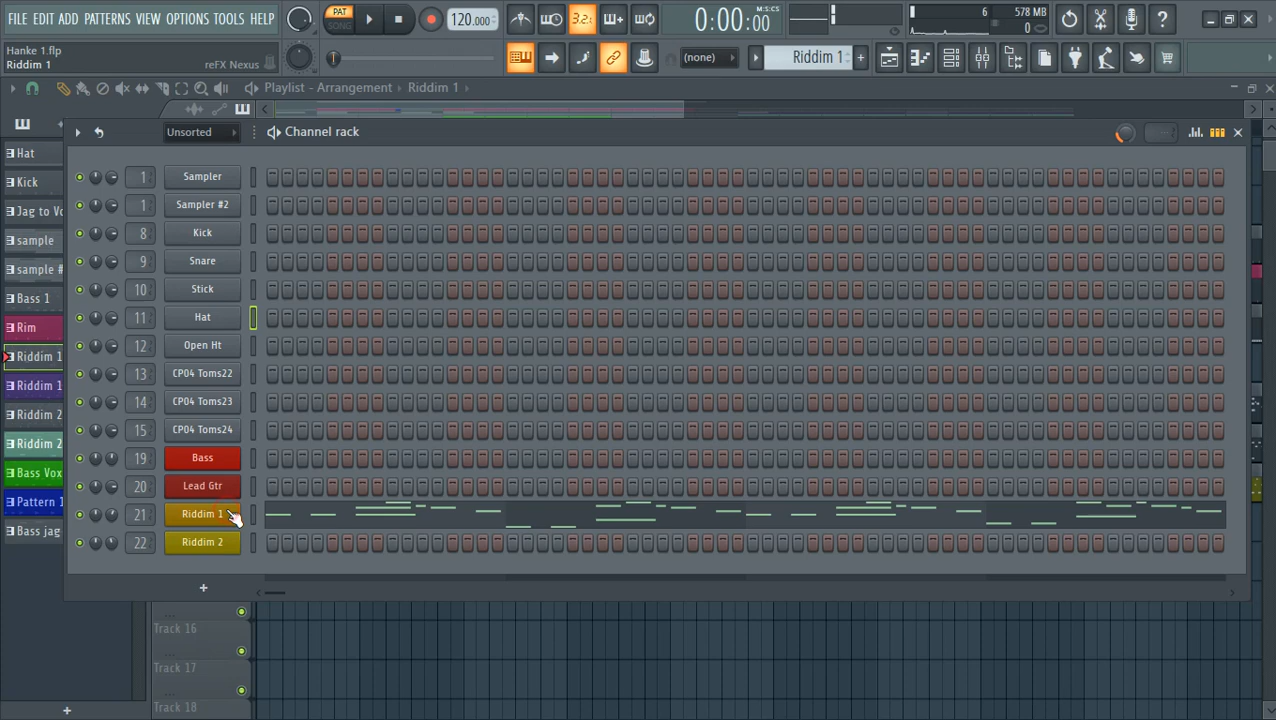 FILE EDIT ADD PATTERNS VIEW OPTIONS TOOLS HELP
PAT
SONG
120.000
3.2:
0:00:00
M:S:CS
6
578 MB
0
Hanke 1.flp
Riddim 1
reFX Nexus
(none)
Riddim 1
Playlist - Arrangement
Riddim 1
Unsorted
Channel rack
Hat
Kick
Jag to Vo
sample
sample #
Bass 1
Rim
Riddim 1
Riddim 1
Riddim 2
Riddim 2
Bass Vox
Pattern 1
Bass jag
1 Sampler
1 Sampler #2
8 Kick
9 Snare
10 Stick
11 Hat
12 Open Ht
13 CP04 Toms22
14 CP04 Toms23
15 CP04 Toms24
19 Bass
20 Lead Gtr
21 Riddim 1
22 Riddim 2
Track 16
Track 17
Track 18